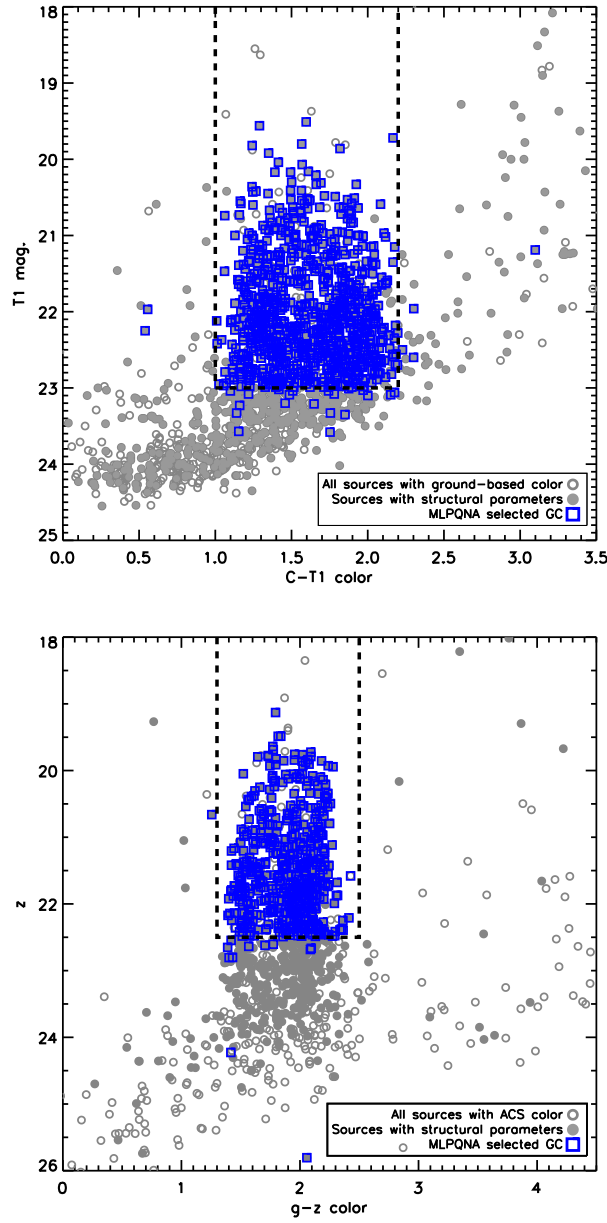 18
19
20
21
22
23
24
25
T1 mag.
0.0 0.5 1.0 1.5 2.0 2.5 3.0 3.5
C-T1 color
All sources with ground-based color
Sources with structural parameters
MLPQNA selected GC
18
20
22
24
26
z
0 1 2 3 4
g-z color
All sources with ACS color
Sources with structural parameters
MLPQNA selected GC